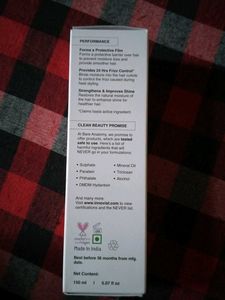 PERFORMANCE
Forms a Protective Film
Forms a protective barrier over hair
to prevent moisture loss and
provide smoother hair.
Provides 24 Hrs Frizz Control*
Binds moisture into the hair cuticle
to control the frizz caused during
heat styling.
Strengthens & Improves Shine
Restores the natural moisture of
the hair to enhance shine for
healthier hair.
*Claims basis active ingredient
CLEAN BEAUTY PROMISE
At Bare Anatomy, we promise to
offer products, which are tested
safe to use. Here's a list of
harmful ingredients that will
NEVER go in your formulations:
• Sulphate • Mineral Oil
• Paraben • Triclosan
• Phthalate • Alcohol
• DMDM Hydantoin
And many more.
Visit www.innovist.com to view
certifications and the NEVER list.
Made In India
Best before 36 months from mfg.
date.
Net Content:
150 ml | 5.07 fl oz